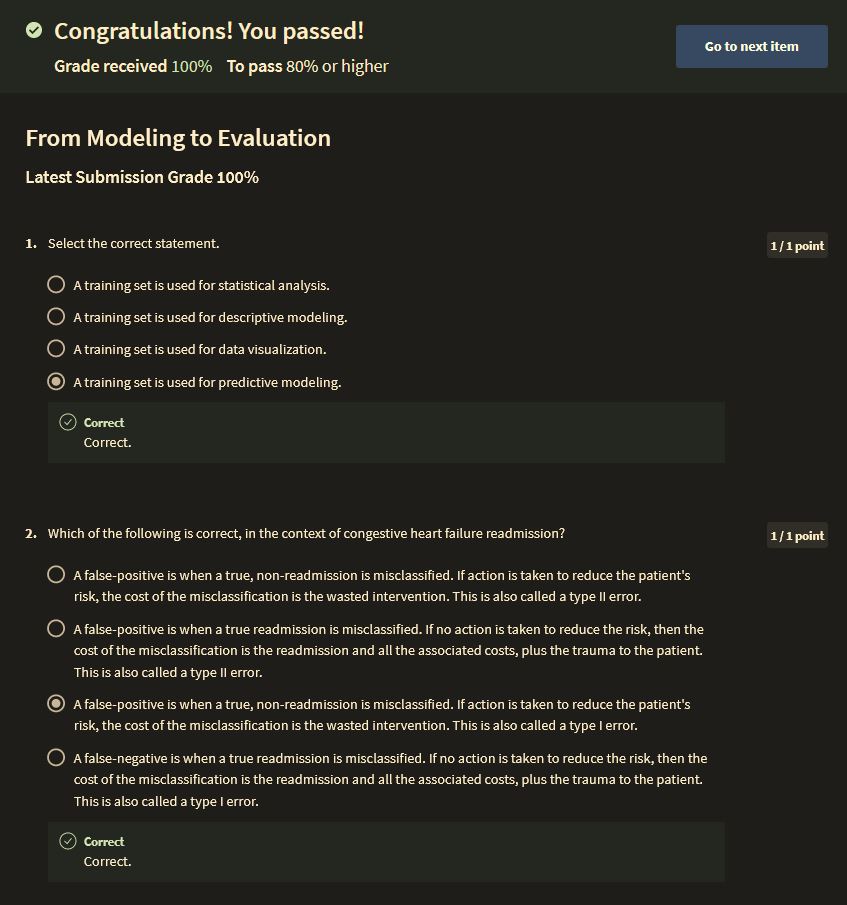 Congratulations! You passed!
Grade received 100% To pass 80% or higher
Go to next item
From Modeling to Evaluation
Latest Submission Grade 100%
1. Select the correct statement.
1 / 1 point
A training set is used for statistical analysis.
A training set is used for descriptive modeling.
A training set is used for data visualization.
A training set is used for predictive modeling.
Correct
Correct.
2. Which of the following is correct, in the context of congestive heart failure readmission?
1 / 1 point
A false-positive is when a true, non-readmission is misclassified. If action is taken to reduce the patient's
risk, the cost of the misclassification is the wasted intervention. This is also called a type II error.
A false-positive is when a true readmission is misclassified. If no action is taken to reduce the risk, then the
cost of the misclassification is the readmission and all the associated costs, plus the trauma to the patient.
This is also called a type II error.
A false-positive is when a true, non-readmission is misclassified. If action is taken to reduce the patient's
risk, the cost of the misclassification is the wasted intervention. This is also called a type I error.
A false-negative is when a true readmission is misclassified. If no action is taken to reduce the risk, then the
cost of the misclassification is the readmission and all the associated costs, plus the trauma to the patient.
This is also called a type I error.
Correct
Correct.